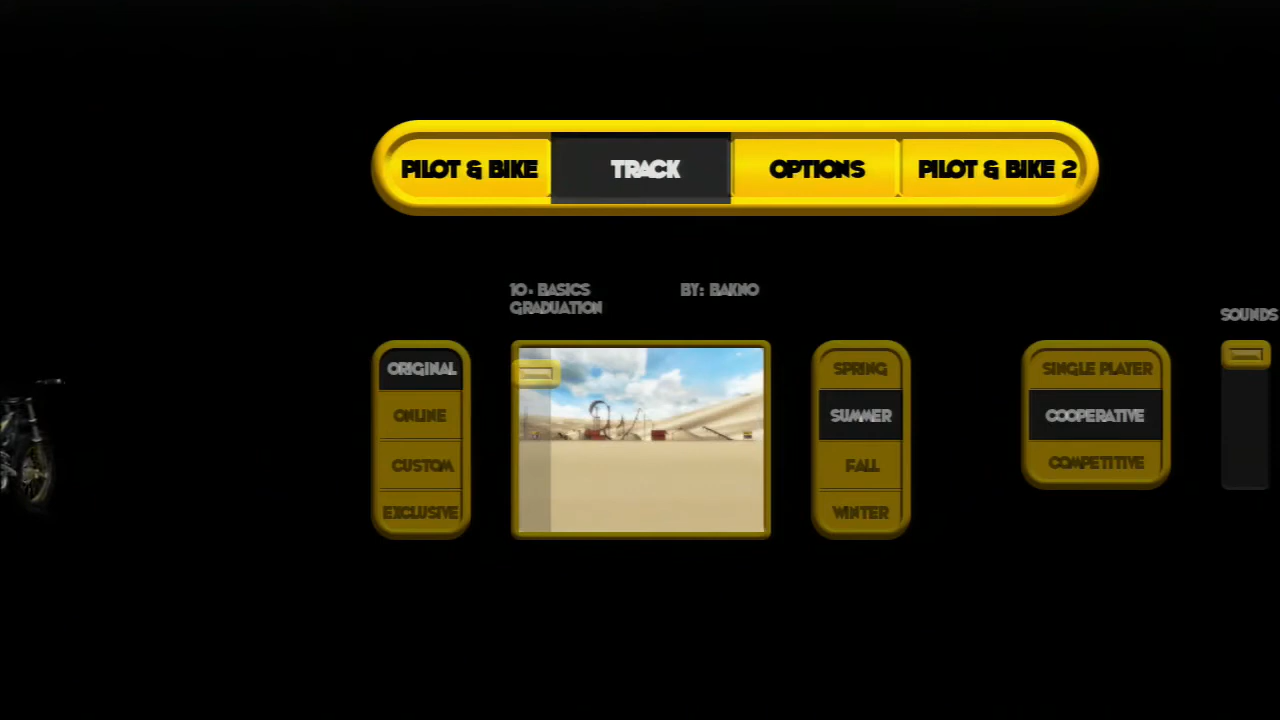 PILOT & BIKE
TRACK
OPTIONS
PILOT & BIKE 2
10 - BASICS
GRADUATION
BY: BAKNO
SOUNDS
ORIGINAL
ONLINE
CUSTOM
EXCLUSIVE
SPRING
SUMMER
FALL
WINTER
SINGLE PLAYER
COOPERATIVE
COMPETITIVE